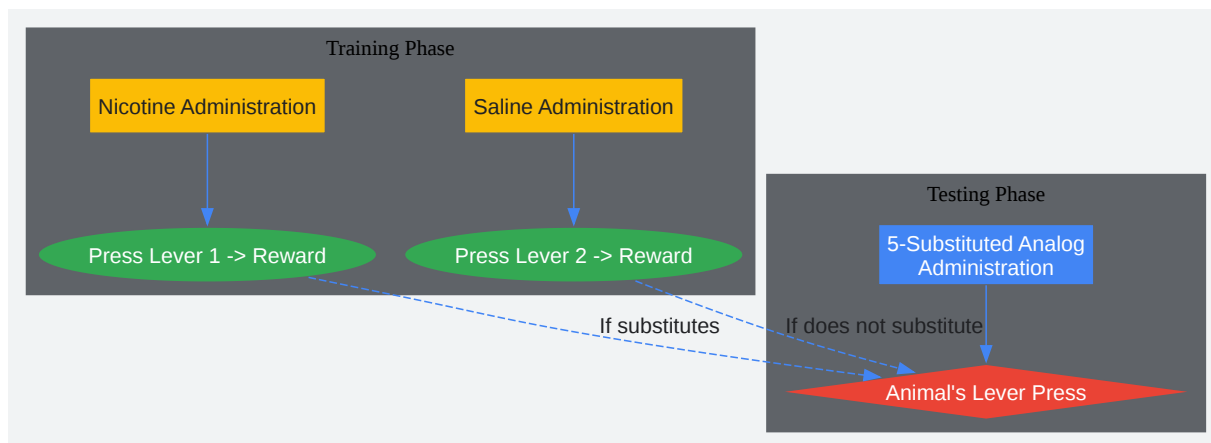 Training Phase
Nicotine Administration
Saline Administration
Press Lever 1 -> Reward
Press Lever 2 -> Reward
If substitutes
If does not substitute
Testing Phase
5-Substituted Analog
Administration
Animal's Lever Press